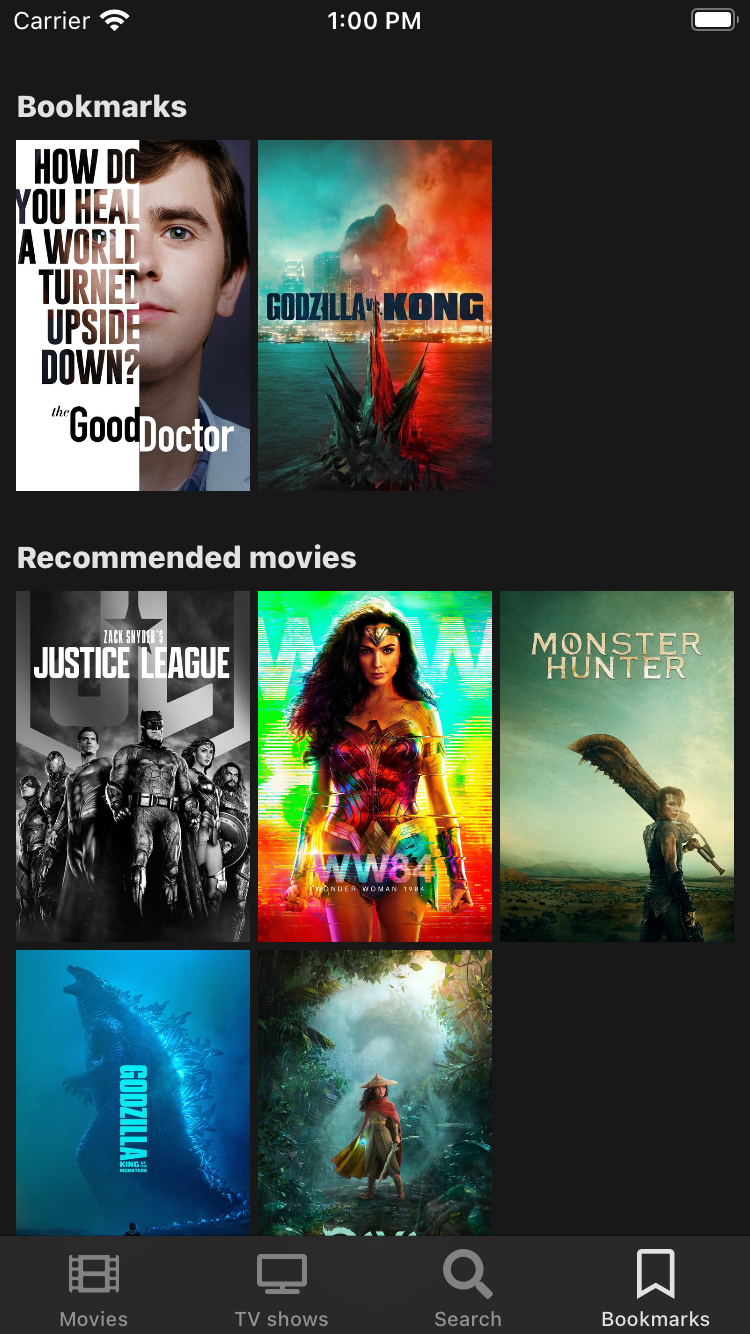 Carrier 1:00 PM
Bookmarks
HOW DO
YOU HEAL
A WORLD
TURNED
UPSIDE
DOWN?
the Good Doctor
GODZILLA VS. KONG
Recommended movies
ZACK SNYDER'S
JUSTICE LEAGUE
WW84
WONDER WOMAN 1984
MONSTER
HUNTER
GODZILLA
KING OF THE
MONSTERS
Movies
TV shows
Search
Bookmarks